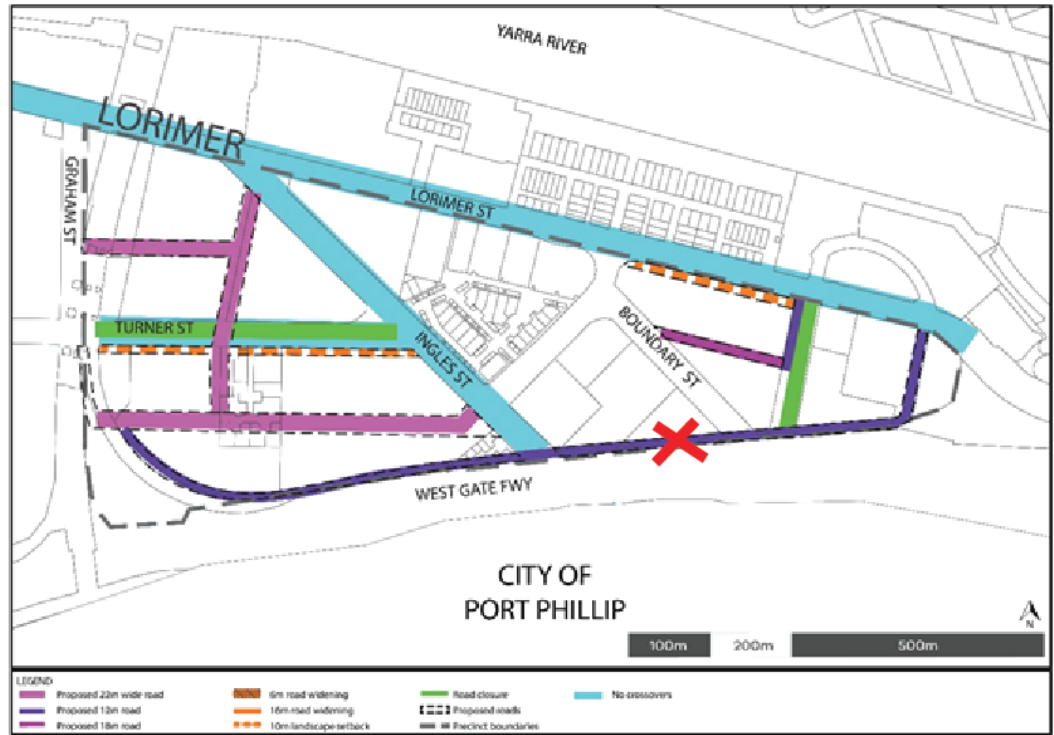 YARRA RIVER
LORIMER
GRAHAM ST
LORIMER ST
TURNER ST
INGLES ST
BOUNDARY ST
WEST GATE FWY
CITY OF
PORT PHILLIP
N
100m 200m 500m
LEGEND
Proposed 22m wide road
Proposed 12m road
Proposed 18m road
6m road widening
16m road widening
10m landscape setback
Road closure
Proposed roads
Precinct boundaries
No crossovers